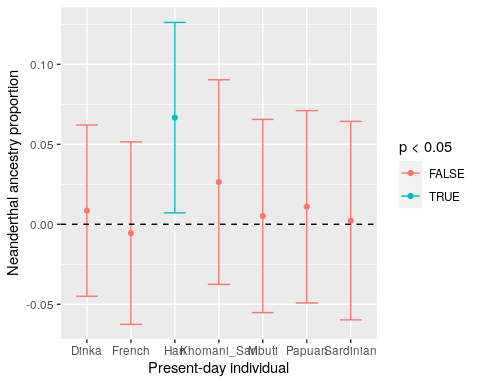 Neanderthal ancestry proportion
0.10
0.05
0.00
-0.05
Dinka French Han Khomani_San Mbuti Papuan Sardinian
Present-day individual
p < 0.05
FALSE
TRUE